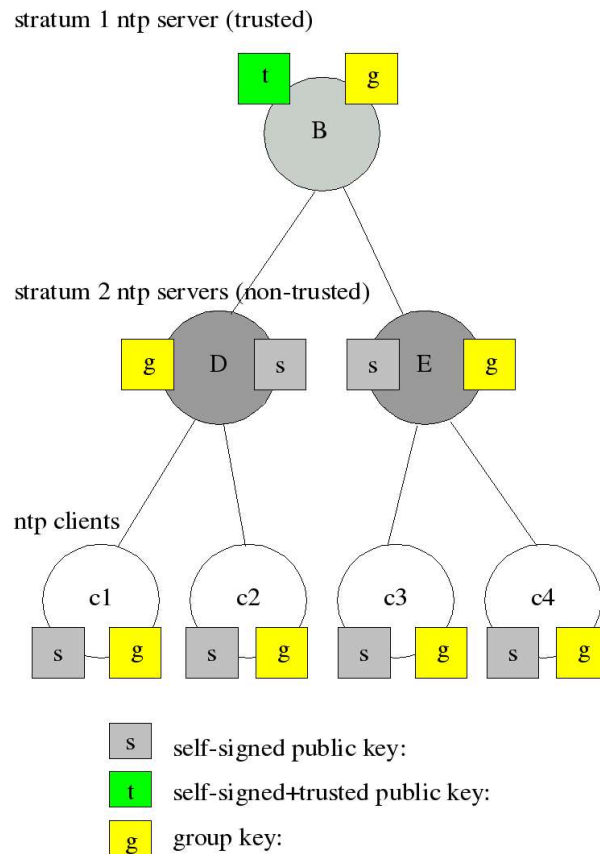 stratum 1 ntp server (trusted)
t
g
B
stratum 2 ntp servers (non-trusted)
g
D
s
s
E
g
ntp clients
c1
c2
c3
c4
s
g
s
g
s
g
s
g
s
self-signed public key:
t
self-signed+trusted public key:
g
group key: